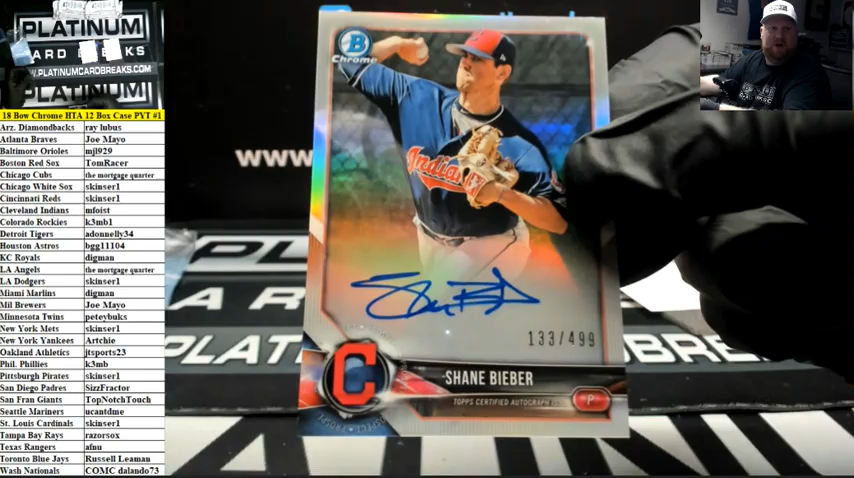 PLATINUM
ARD BREAKS
WWW.PLATINUMCARDBREAKS.COM
PLATINUM
18 Bow Chrome HTA 12 Box Case PYT #1
Arz. Diamondbacks ray lubus
Atlanta Braves Joe Mayo
Baltimore Orioles mjl929
Boston Red Sox TomRacer
Chicago Cubs the mortgage quarter
Chicago White Sox skinser1
Cincinnati Reds skinser1
Cleveland Indians mfoist
Colorado Rockies k3mb1
Detroit Tigers adonnelly34
Houston Astros bgg11104
KC Royals digman
LA Angels the mortgage quarter
LA Dodgers skinser1
Miami Marlins digman
Mil Brewers Joe Mayo
Minnesota Twins peteybuks
New York Mets skinser1
New York Yankees Artchie
Oakland Athletics jtsports23
Phil. Phillies k3mb
Pittsburgh Pirates skinser1
San Diego Padres SizzFractor
San Fran Giants TopNotchTouch
Seattle Mariners ucantdme
St. Louis Cardinals skinser1
Tampa Bay Rays razorsox
Texas Rangers afnu
Toronto Blue Jays Russell Leaman
Wash Nationals COMC dalando73
www.
B
Chrome
Indians
133/499
C
SHANE BIEBER
TOPPS CERTIFIED AUTOGRAPH ISSUE
P